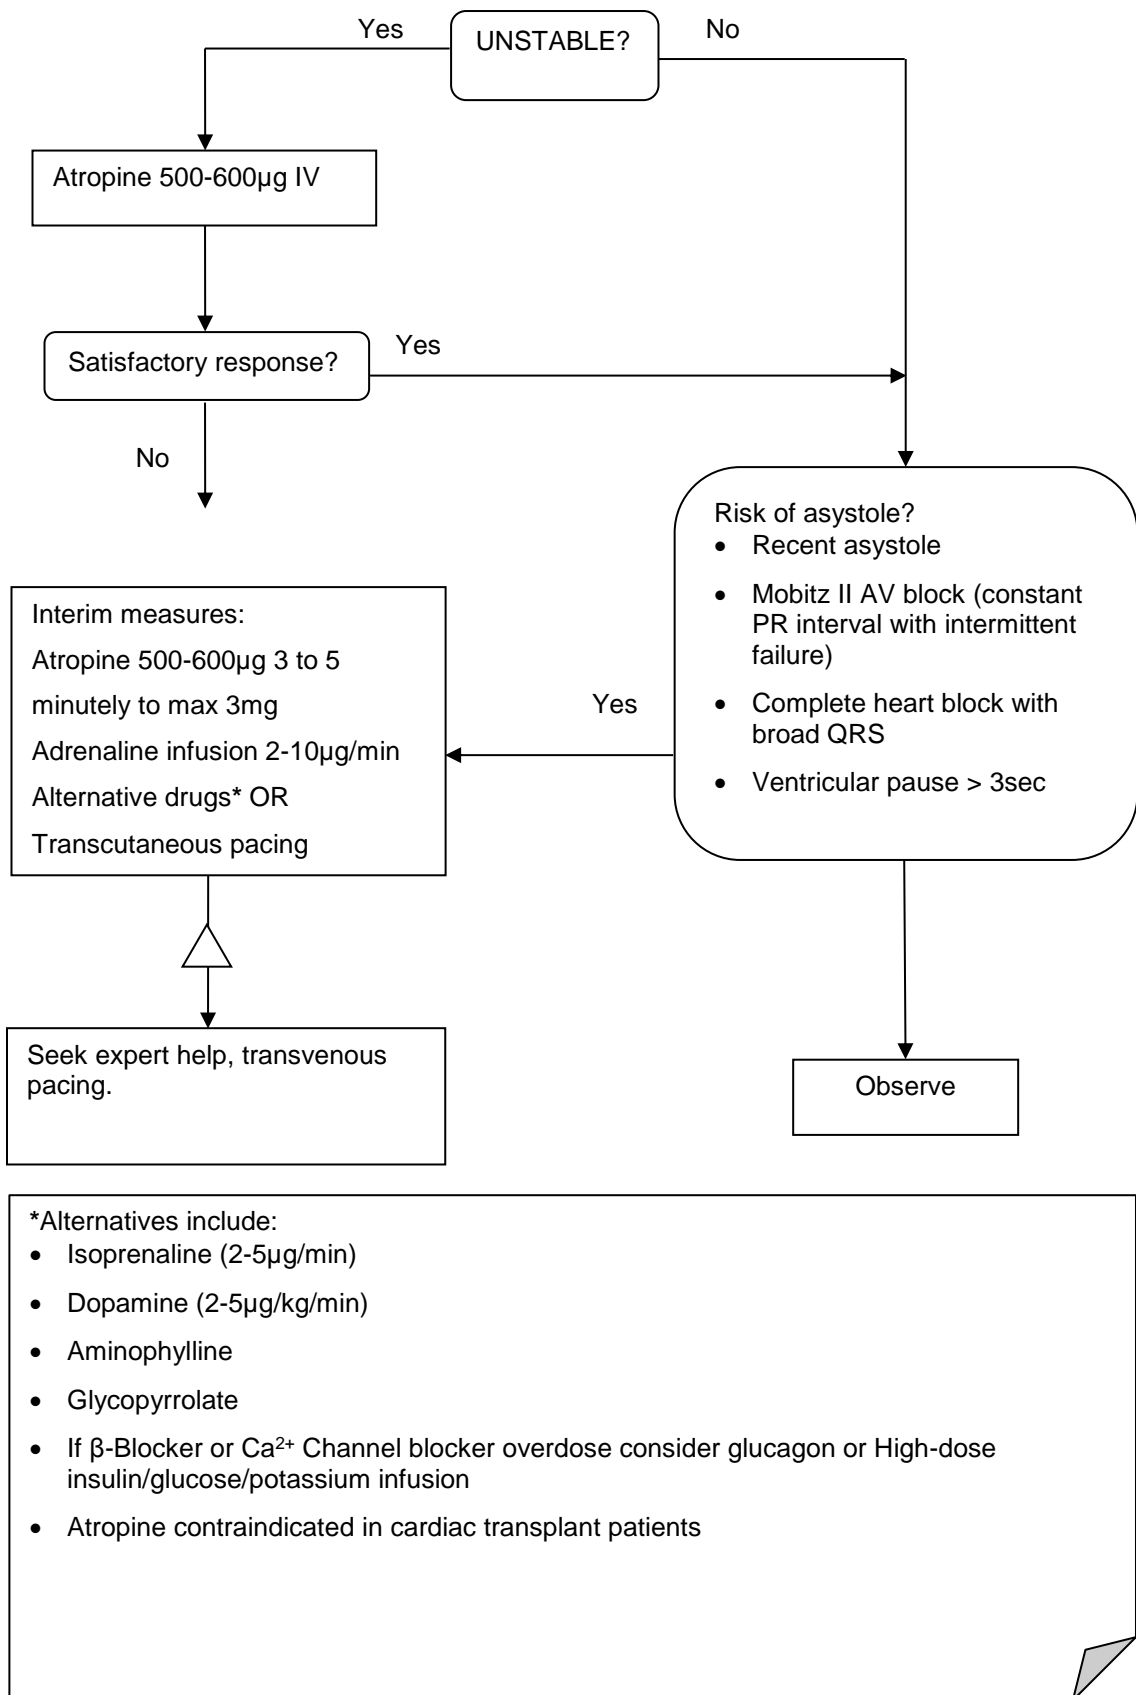 Yes
UNSTABLE?
No
Atropine 500-600µg IV
Satisfactory response?
Yes
No
Risk of asystole?
• Recent asystole
• Mobitz II AV block (constant
PR interval with intermittent
failure)
• Complete heart block with
broad QRS
• Ventricular pause > 3sec
Yes
Interim measures:
Atropine 500-600µg 3 to 5
minutely to max 3mg
Adrenaline infusion 2-10µg/min
Alternative drugs* OR
Transcutaneous pacing
Seek expert help, transvenous
pacing.
Observe
*Alternatives include:
• Isoprenaline (2-5µg/min)
• Dopamine (2-5µg/kg/min)
• Aminophylline
• Glycopyrrolate
• If β-Blocker or Ca²⁺ Channel blocker overdose consider glucagon or High-dose
insulin/glucose/potassium infusion
• Atropine contraindicated in cardiac transplant patients